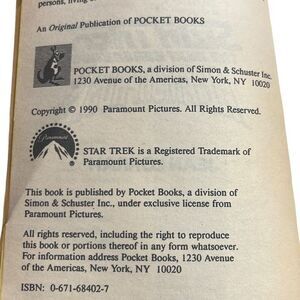 persons, living or
An Original Publication of POCKET BOOKS
POCKET BOOKS, a division of Simon & Schuster Inc.
1230 Avenue of the Americas, New York, NY 10020
Copyright © 1990 Paramount Pictures. All Rights Reserved.
Paramount
STAR TREK is a Registered Trademark of
Paramount Pictures.
This book is published by Pocket Books, a division of
Simon & Schuster Inc., under exclusive license from
Paramount Pictures.
All rights reserved, including the right to reproduce
this book or portions thereof in any form whatsoever.
For information address Pocket Books, 1230 Avenue
of the Americas, New York, NY 10020
ISBN: 0-671-68402-7